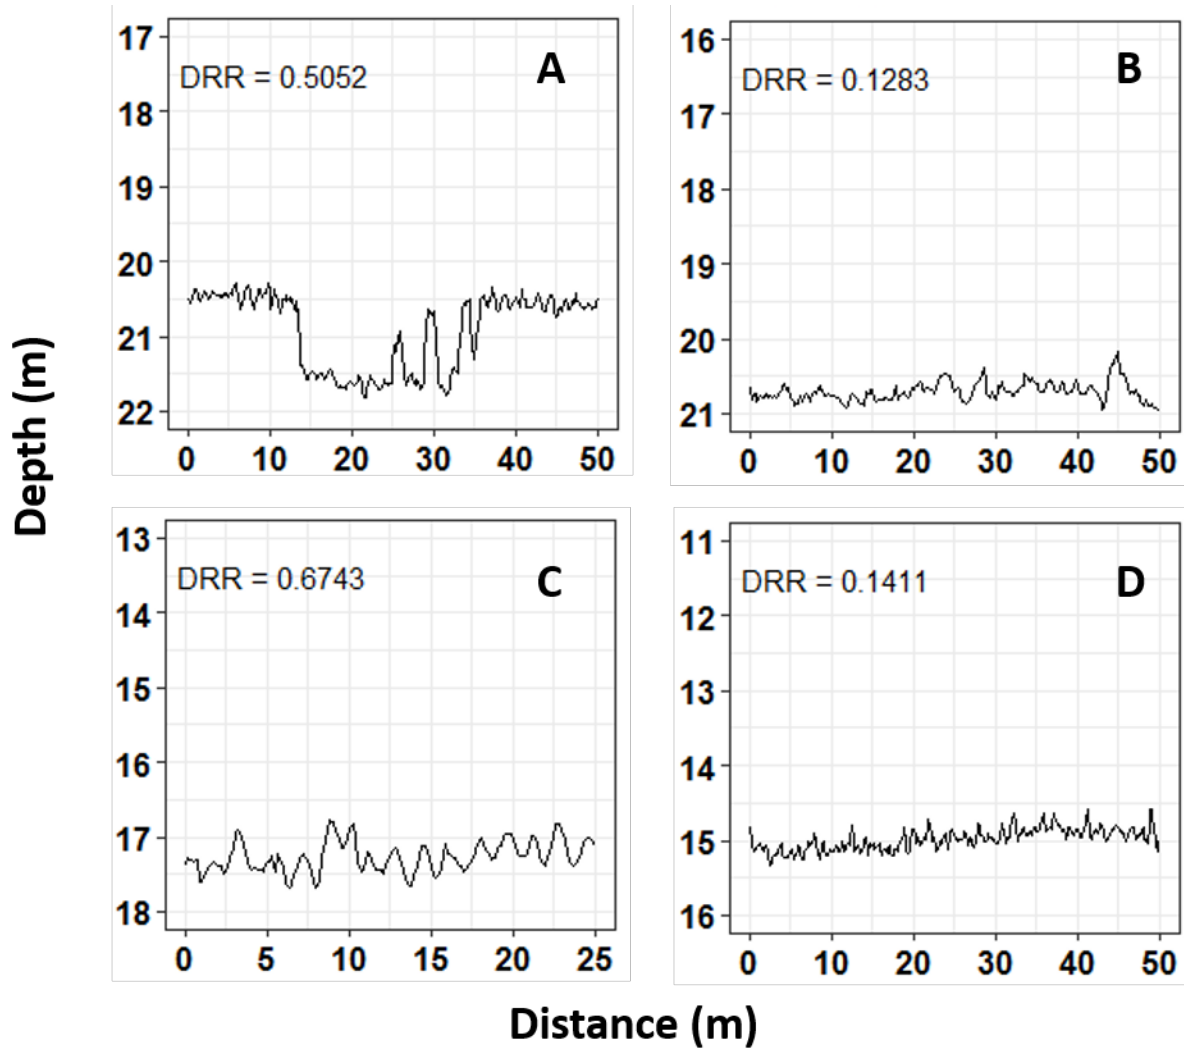 Depth (m)
A
DRR = 0.5052
17
18
19
20
21
22
0 10 20 30 40 50
B
DRR = 0.1283
16
17
18
19
20
21
0 10 20 30 40 50
C
DRR = 0.6743
13
14
15
16
17
18
0 5 10 15 20 25
D
DRR = 0.1411
11
12
13
14
15
16
0 10 20 30 40 50
Distance (m)